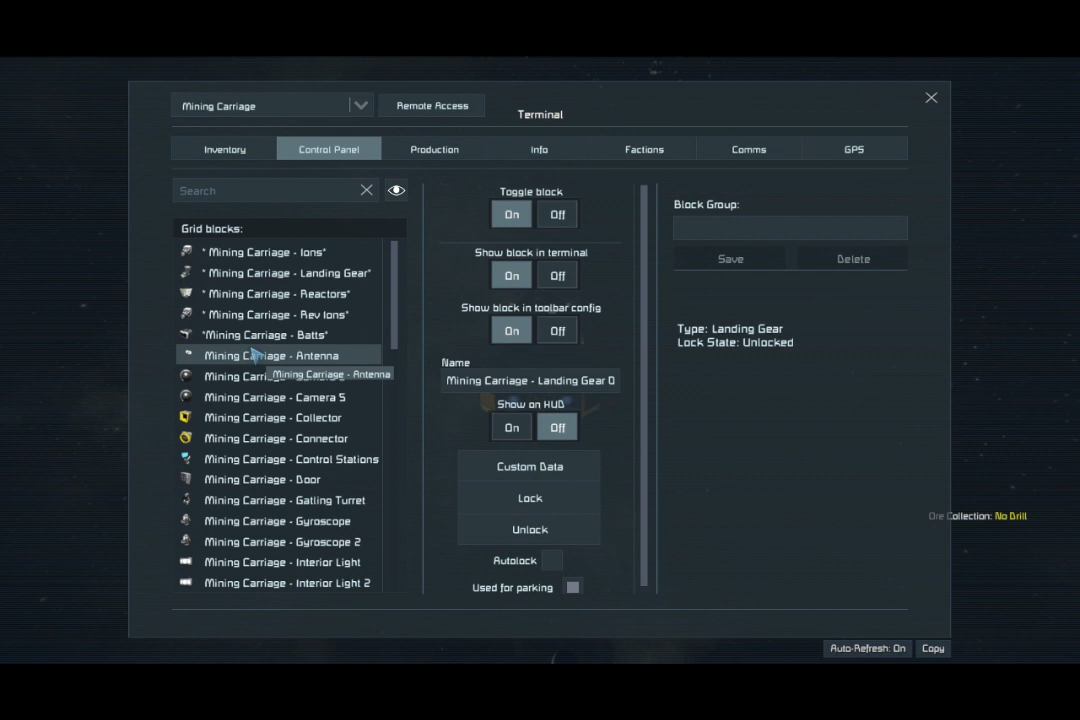 Mining Carriage
Remote Access
Terminal
Inventory
Control Panel
Production
Info
Factions
Comms
GPS
Search
Grid blocks:
* Mining Carriage - Ions*
* Mining Carriage - Landing Gear*
* Mining Carriage - Reactors*
* Mining Carriage - Rev Ions*
*Mining Carriage - Batts*
Mining Carriage - Antenna
Mining Carriage - Antenna
Mining
Mining Carriage - Camera 5
Mining Carriage - Collector
Mining Carriage - Connector
Mining Carriage - Control Stations
Mining Carriage - Door
Mining Carriage - Gatling Turret
Mining Carriage - Gyroscope
Mining Carriage - Gyroscope 2
Mining Carriage - Interior Light
Mining Carriage - Interior Light 2
Toggle block
On Off
Show block in terminal
On Off
Show block in toolbar config
On Off
Name
Mining Carriage - Landing Gear 0
Show on HUD
On Off
Custom Data
Lock
Unlock
Autolock
Used for parking
Block Group:
Save
Delete
Type: Landing Gear
Lock State: Unlocked
Ore Collection: No Drill
Auto-Refresh: On
Copy